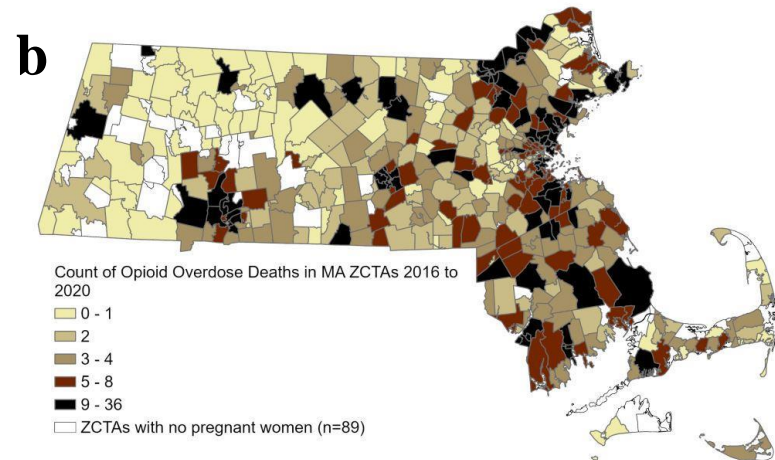 b
Count of Opioid Overdose Deaths in MA ZCTAs 2016 to
2020
0 - 1
2
3 - 4
5 - 8
9 - 36
ZCTAs with no pregnant women (n=89)